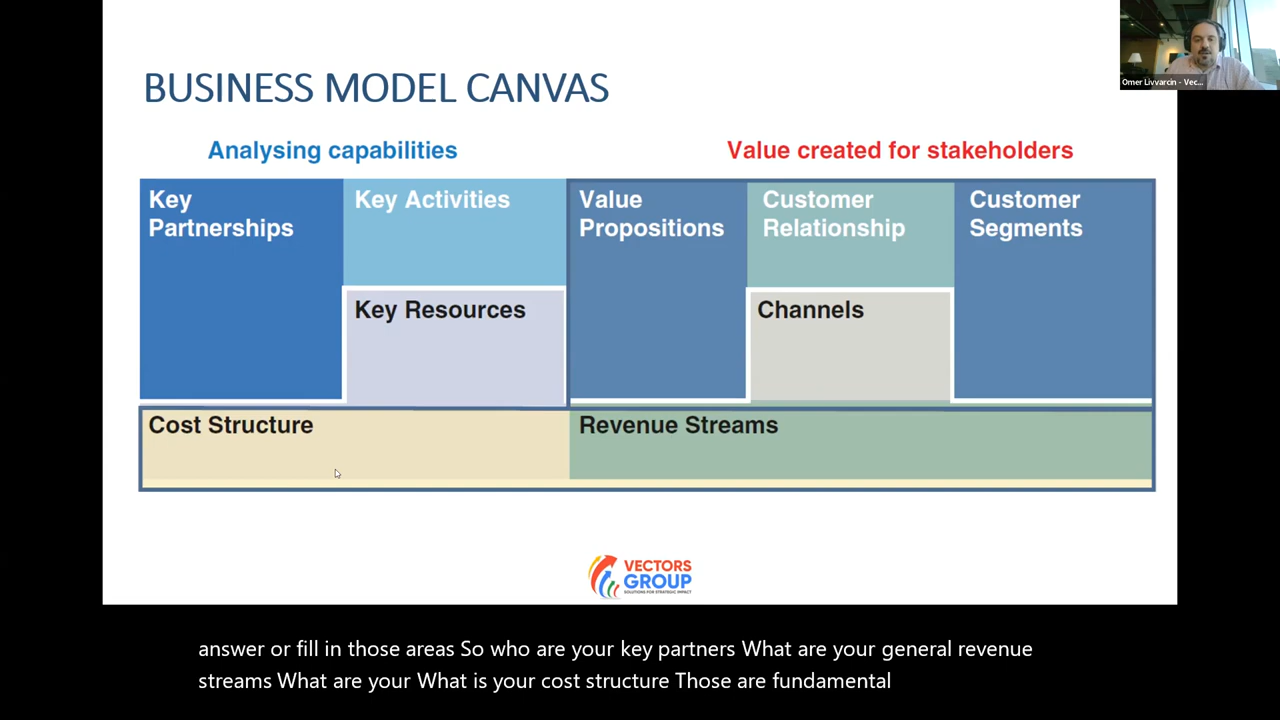 Omer Livvarcin - Vec...
BUSINESS MODEL CANVAS
Analysing capabilities
Value created for stakeholders
Key
Partnerships
Key Activities
Key Resources
Value
Propositions
Customer
Relationship
Channels
Customer
Segments
Cost Structure
Revenue Streams
VECTORS
GROUP
SOLUTIONS FOR STRATEGIC IMPACT
answer or fill in those areas So who are your key partners What are your general revenue
streams What are your What is your cost structure Those are fundamental